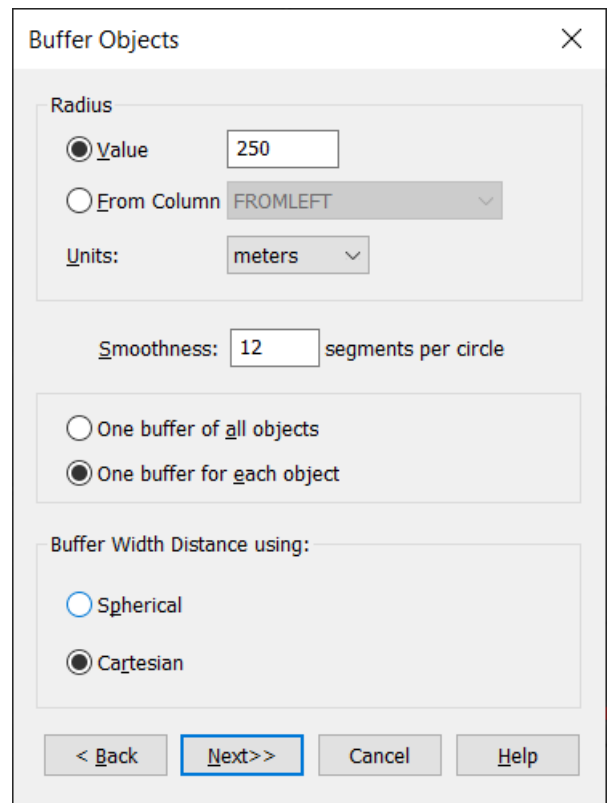 Buffer Objects
Radius
Value 250
From Column FROMLEFT
Units: meters
Smoothness: 12 segments per circle
One buffer of all objects
One buffer for each object
Buffer Width Distance using:
Spherical
Cartesian
< Back Next>> Cancel Help